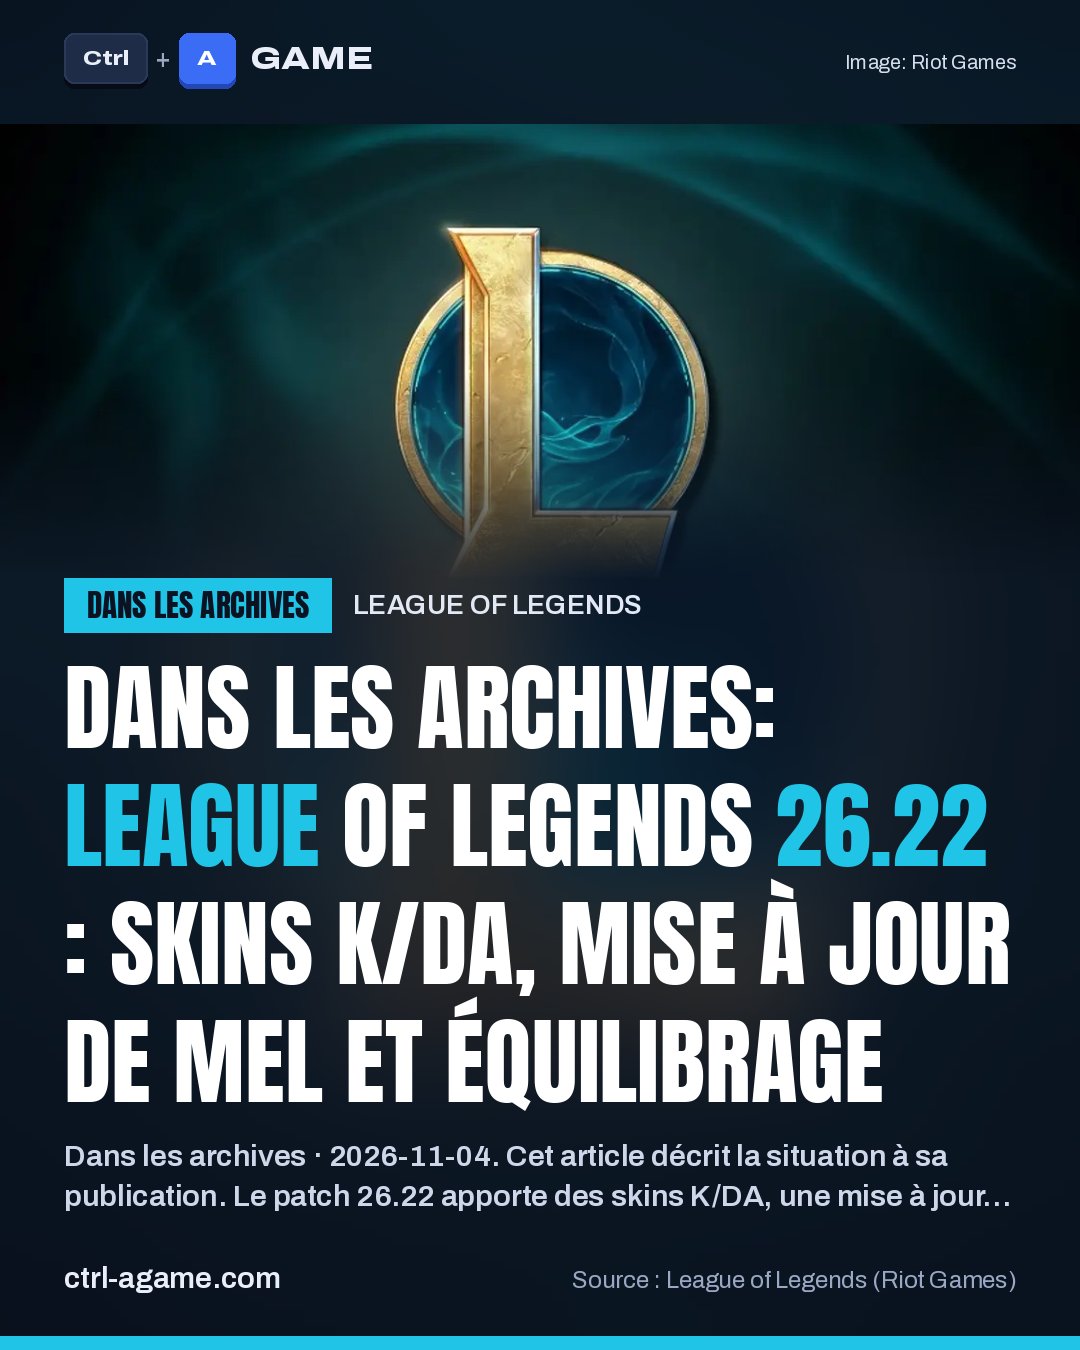 Ctrl + A GAME
Image: Riot Games
DANS LES ARCHIVES LEAGUE OF LEGENDS
DANS LES ARCHIVES:
LEAGUE OF LEGENDS 26.22
: SKINS K/DA, MISE À JOUR
DE MEL ET ÉQUILIBRAGE
Dans les archives · 2026-11-04. Cet article décrit la situation à sa
publication. Le patch 26.22 apporte des skins K/DA, une mise à jour…
ctrl-agame.com
Source : League of Legends (Riot Games)